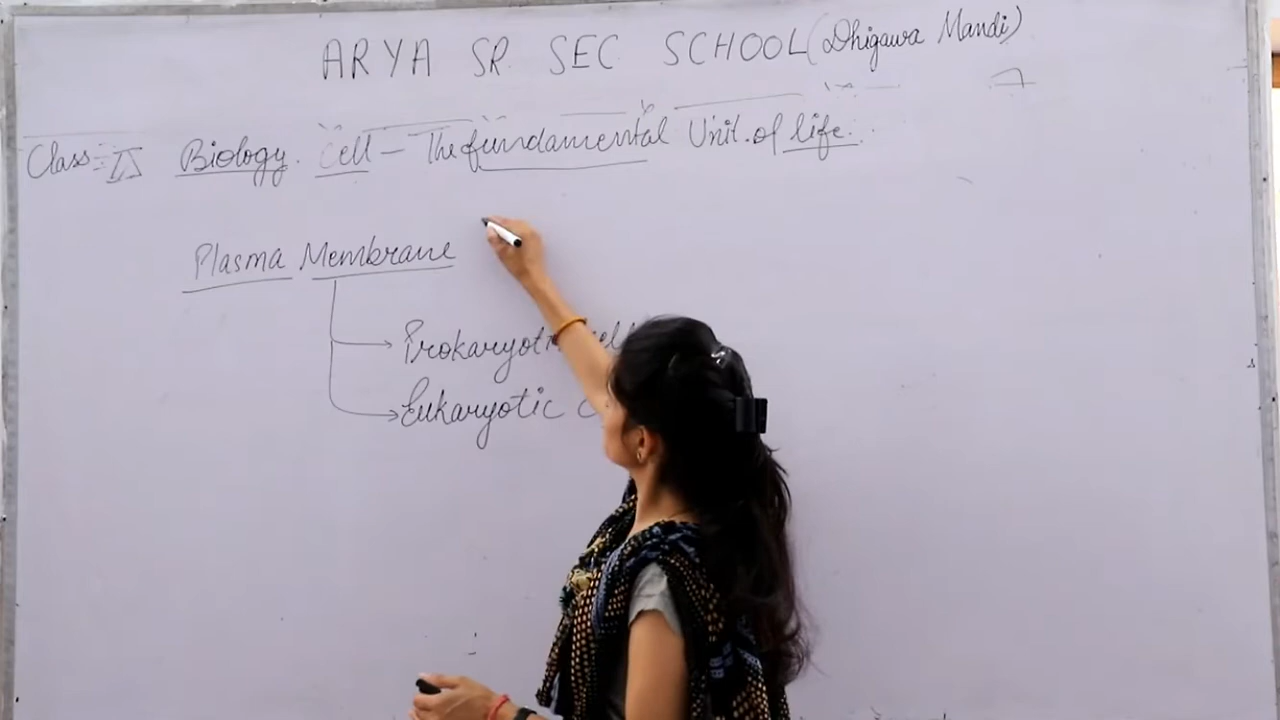 ARYA SR SEC SCHOOL (Dhigawa Mandi)
Class - IX Biology. Cell - The fundamental Unit of life.
Plasma Membrane
Prokaryotic cell
Eukaryotic